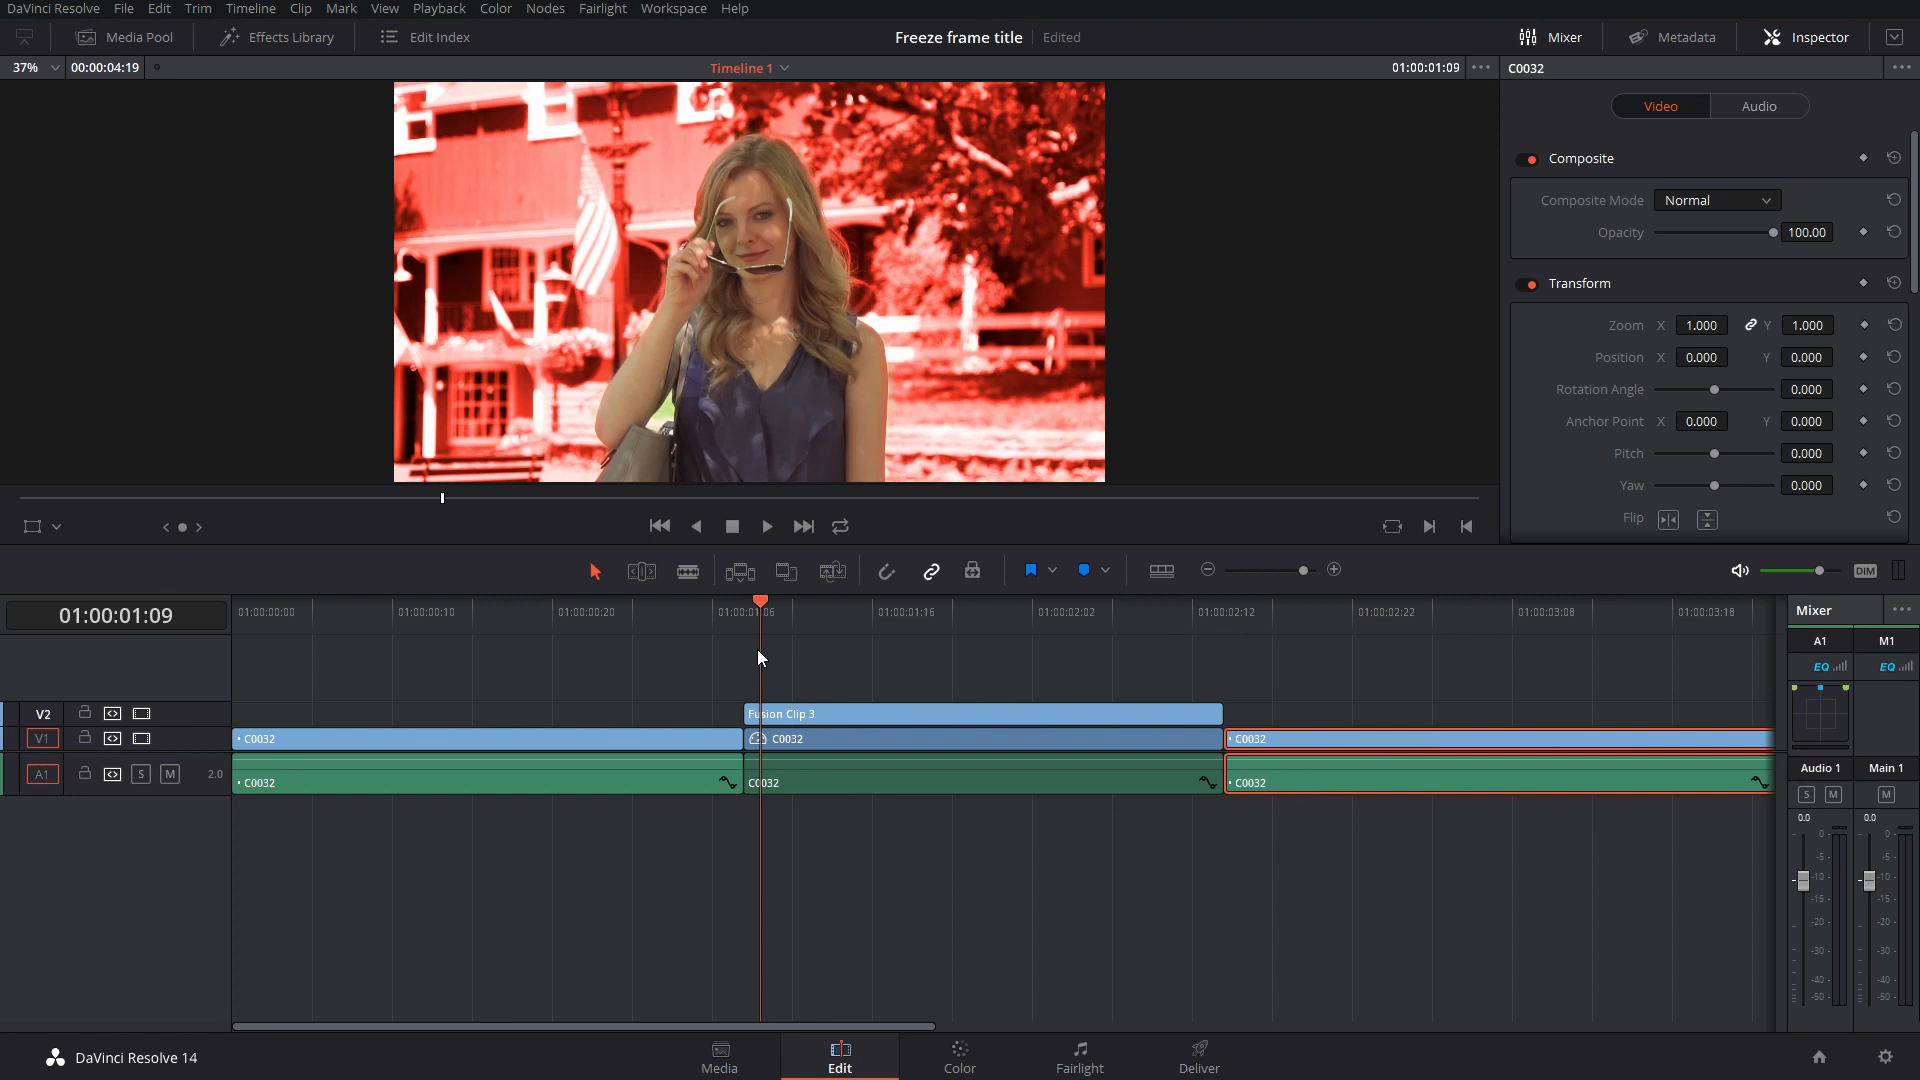 DaVinci Resolve File Edit Trim Timeline Clip Mark View Playback Color Nodes Fairlight Workspace Help
Media Pool Effects Library Edit Index Freeze frame title Edited Mixer Metadata Inspector
37% 00:00:04:19 Timeline 1 01:00:01:09 C0032
Video Audio
Composite
Composite Mode Normal
Opacity 100.00
Transform
Zoom X 1.000 Y 1.000
Position X 0.000 Y 0.000
Rotation Angle 0.000
Anchor Point X 0.000 Y 0.000
Pitch 0.000
Yaw 0.000
Flip
DIM
01:00:01:09 01:00:00:00 01:00:00:10 01:00:00:20 01:00:01:06 01:00:01:16 01:00:02:02 01:00:02:12 01:00:02:22 01:00:03:08 01:00:03:18 Mixer
A1 M1
EQ EQ
V2 Fusion Clip 3
V1 C0032 C0032 C0032
A1 S M 2.0 C0032 C0032 C0032
Audio 1 Main 1
S M M
0.0 0.0
0 0
-5 -5
-10 -10
-15 -15
-20 -20
-30 -30
-40 -40
-50 -50
DaVinci Resolve 14 Media Edit Color Fairlight Deliver